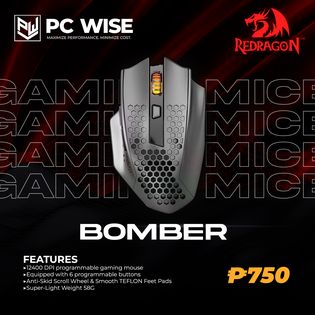 PC WISE
MAXIMIZE PERFORMANCE, MINIMIZE COST.
REDRAGON
GAMING MICE
GAMING MICE
GAMING MICE
BOMBER
FEATURES
▸12400 DPI programmable gaming mouse
▸Equipped with 6 programmable buttons
▸Anti-Skid Scroll Wheel & Smooth TEFLON Feet Pads
▸Super-Light Weight 58G
₱750